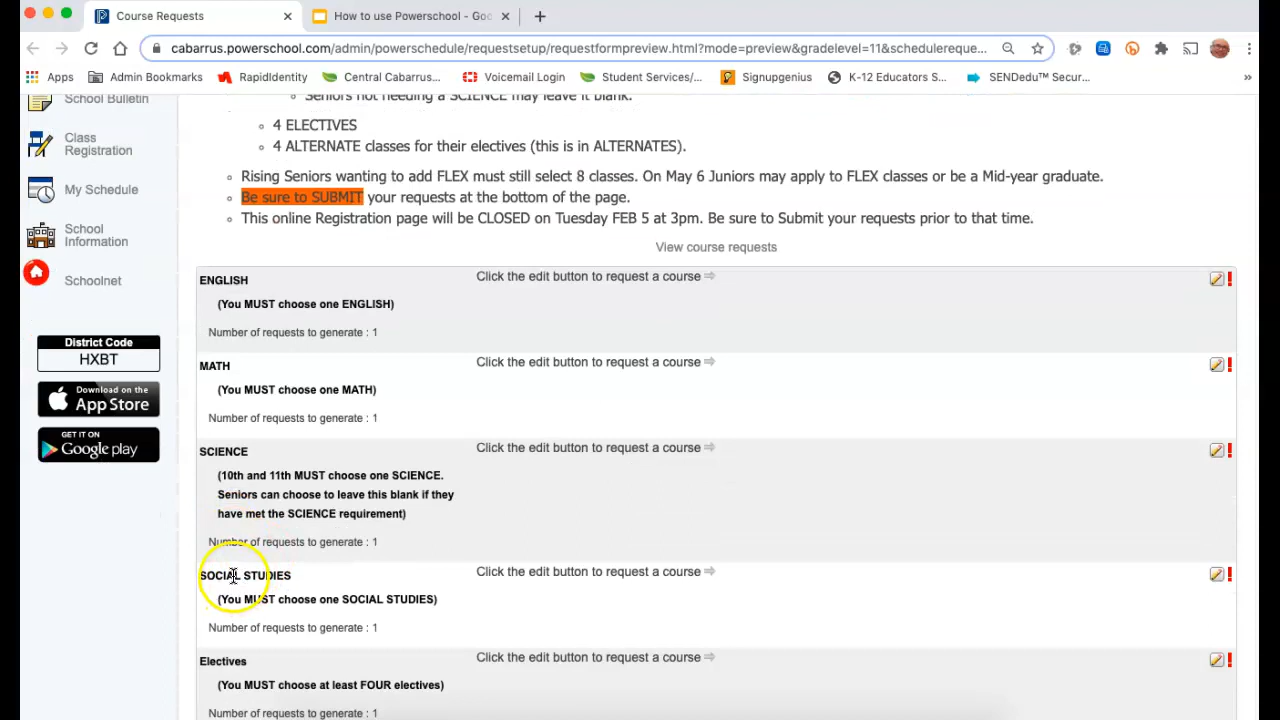 Course Requests
How to use Powerschool - Goo
cabarrus.powerschool.com/admin/powerschedule/requestsetup/requestformpreview.html?mode=preview&gradelevel=11&schedulereque...
Apps
Admin Bookmarks
RapidIdentity
Central Cabarrus...
Voicemail Login
Student Services/...
Signupgenius
K-12 Educators S...
SENDedu™ Secur...
»
School Bulletin
Class
Registration
My Schedule
School
Information
Schoolnet
District Code
HXBT
Download on the
App Store
GET IT ON
Google play
Seniors not needing a SCIENCE may leave it blank.
4 ELECTIVES
4 ALTERNATE classes for their electives (this is in ALTERNATES).
Rising Seniors wanting to add FLEX must still select 8 classes. On May 6 Juniors may apply to FLEX classes or be a Mid-year graduate.
Be sure to SUBMIT your requests at the bottom of the page.
This online Registration page will be CLOSED on Tuesday FEB 5 at 3pm. Be sure to Submit your requests prior to that time.
View course requests
ENGLISH
Click the edit button to request a course ⇨
(You MUST choose one ENGLISH)
Number of requests to generate : 1
MATH
Click the edit button to request a course ⇨
(You MUST choose one MATH)
Number of requests to generate : 1
SCIENCE
Click the edit button to request a course ⇨
(10th and 11th MUST choose one SCIENCE.
Seniors can choose to leave this blank if they
have met the SCIENCE requirement)
Number of requests to generate : 1
SOCIAL STUDIES
Click the edit button to request a course ⇨
(You MUST choose one SOCIAL STUDIES)
Number of requests to generate : 1
Electives
Click the edit button to request a course ⇨
(You MUST choose at least FOUR electives)
Number of requests to generate : 1